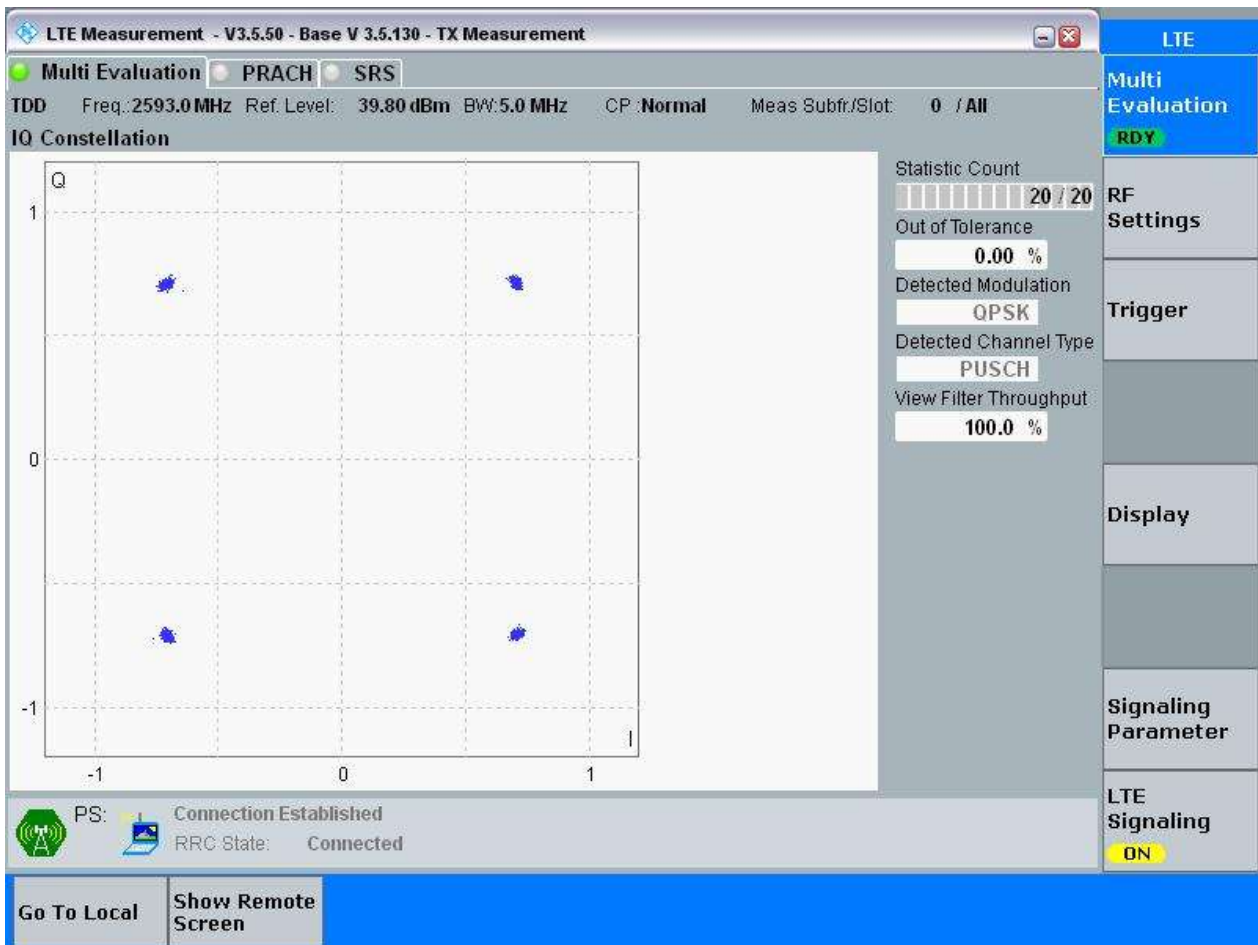 LTE Measurement - V3.5.50 - Base V 3.5.130 - TX Measurement
LTE
Multi Evaluation PRACH SRS
Multi
Evaluation
RDY
TDD Freq.:2593.0 MHz Ref. Level: 39.80 dBm BW:5.0 MHz CP :Normal Meas Subfr./Slot: 0 / All
IQ Constellation
Q
1
0
-1
I
-1 0 1
Statistic Count
20 / 20
Out of Tolerance
0.00 %
Detected Modulation
QPSK
Detected Channel Type
PUSCH
View Filter Throughput
100.0 %
RF
Settings
Trigger
Display
Signaling
Parameter
LTE
Signaling
ON
PS: Connection Established
RRC State: Connected
Go To Local
Show Remote
Screen